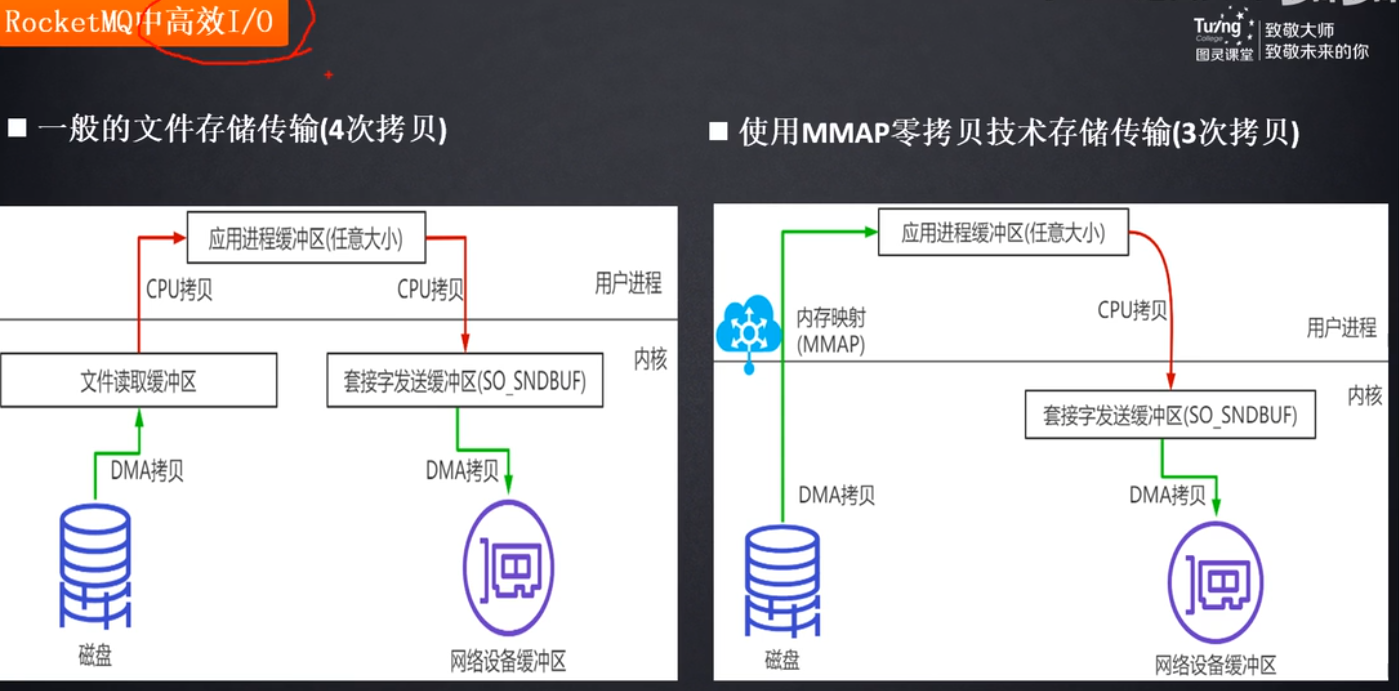 RocketMQ中高效I/O
Tu/ng
College
图灵课堂
致敬大师
致敬未来的你
一般的文件存储传输(4次拷贝)
使用MMAP零拷贝技术存储传输(3次拷贝)
应用进程缓冲区(任意大小)
CPU拷贝
CPU拷贝
用户进程
内核
文件读取缓冲区
套接字发送缓冲区(SO_SNDBUF)
DMA拷贝
DMA拷贝
磁盘
网络设备缓冲区
应用进程缓冲区(任意大小)
内存映射
(MMAP)
CPU拷贝
用户进程
内核
套接字发送缓冲区(SO_SNDBUF)
DMA拷贝
DMA拷贝
磁盘
网络设备缓冲区